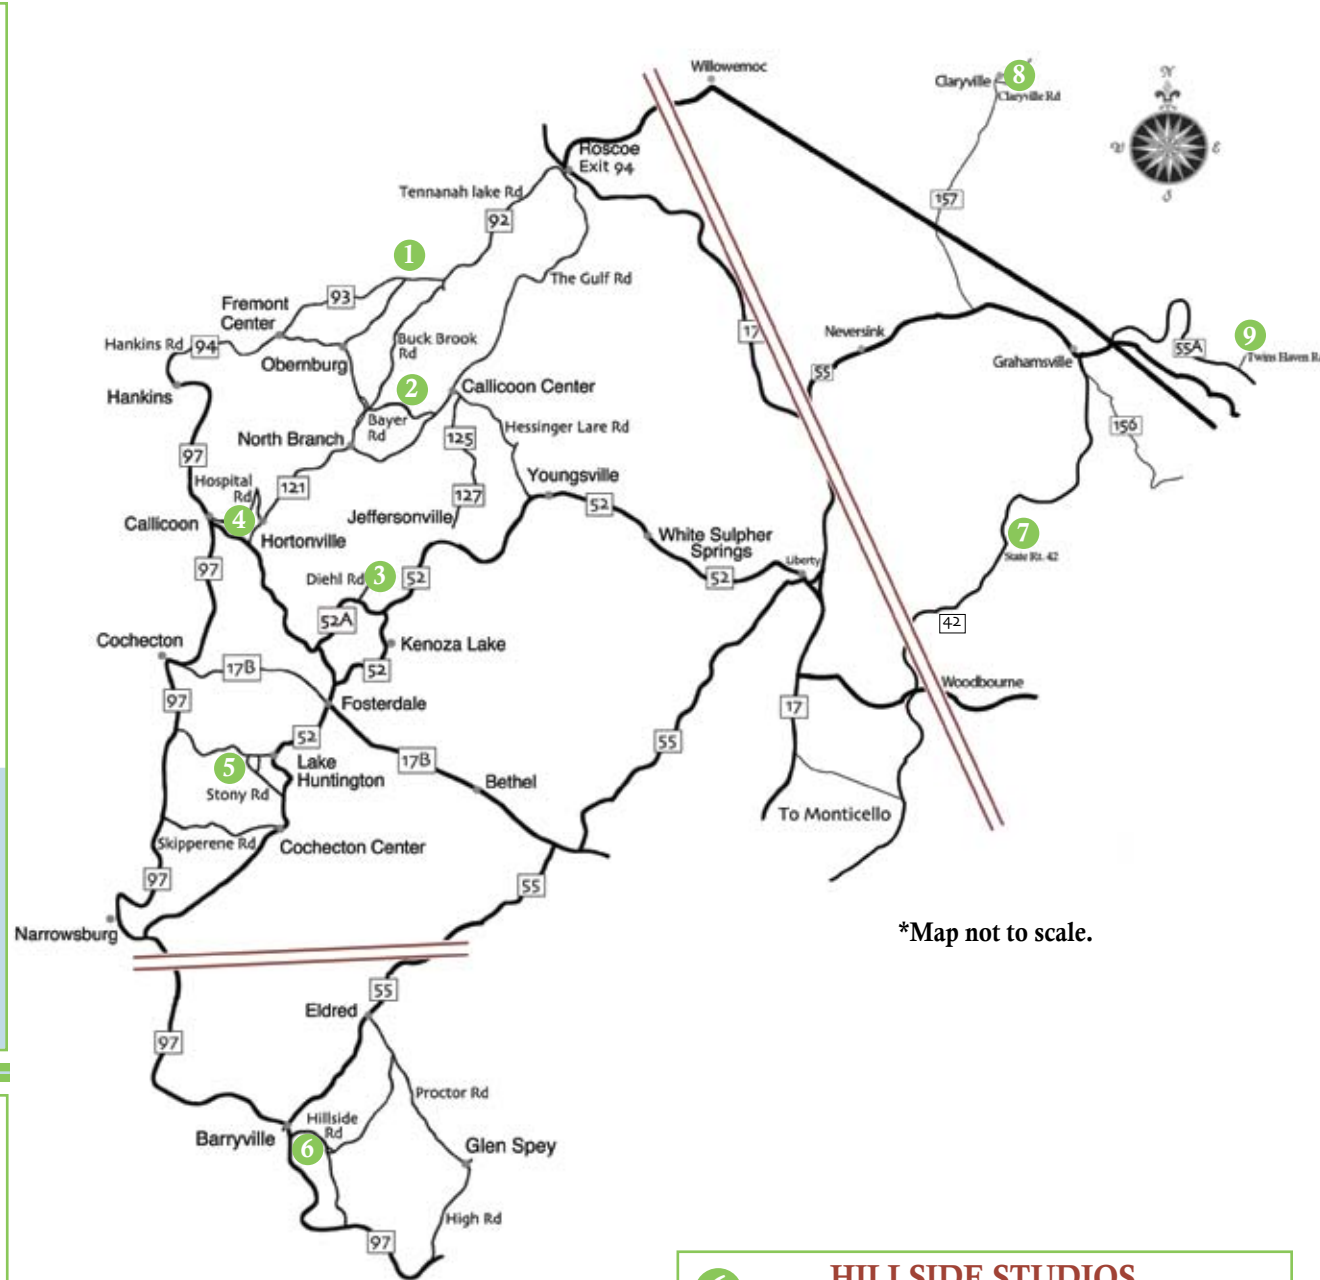 Willowemoc
Claryville
8
Claryville Rd
N
W
E
S
Roscoe
Exit 94
Tennanah lake Rd
92
157
1
The Gulf Rd
93
Fremont
Center
17
Neversink
9
55A
Twins Haven R
Hankins Rd
94
Buck Brook
Rd
Obernburg
Grahamsville
55
2
Callicoon Center
Hankins
Bayer
Rd
Hessinger Lare Rd
156
North Branch
125
97
Hospital
Rd
121
127
Youngsville
52
Callicoon
4
Jeffersonville
Hortonville
White Sulpher
Springs
7
State Rt. 42
Liberty
97
Diehl Rd
3
52
52
52A
42
Cochecton
Kenoza Lake
17B
52
Woodbourne
97
Fosterdale
17
52
55
5
Lake
Huntington
17B
Bethel
Stony Rd
To Monticello
Skipperene Rd
Cochecton Center
97
55
Narrowsburg
*Map not to scale.
55
Eldred
97
Proctor Rd
Hillside
Rd
Barryville
6
Glen Spey
High Rd
97
6
HILLSIDE STUDIOS